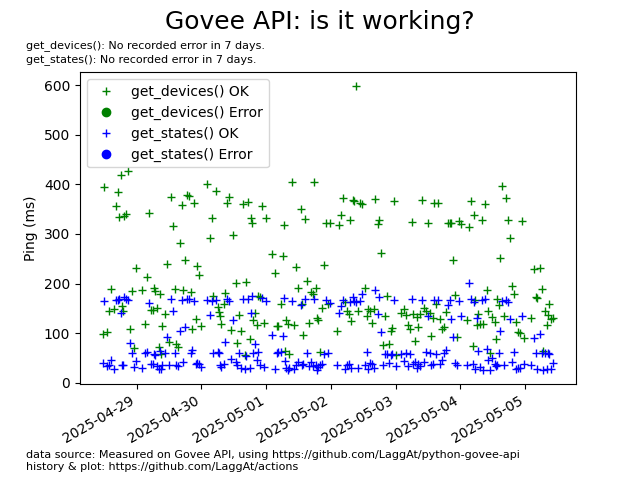 Govee API: is it working?
get_devices(): No recorded error in 7 days.
get_states(): No recorded error in 7 days.
get_devices() OK
get_devices() Error
get_states() OK
get_states() Error
Ping (ms)
600
500
400
300
200
100
0
2025-04-29
2025-04-30
2025-05-01
2025-05-02
2025-05-03
2025-05-04
2025-05-05
data source: Measured on Govee API, using https://github.com/LaggAt/python-govee-api
history & plot: https://github.com/LaggAt/actions